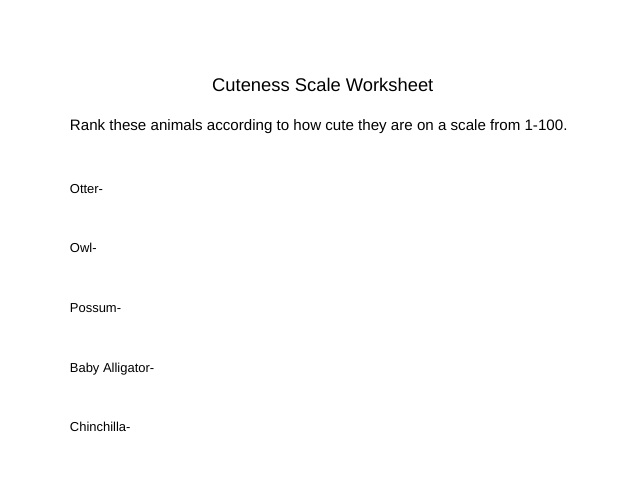 Cuteness Scale Worksheet
Rank these animals according to how cute they are on a scale from 1-100.
Otter-
Owl-
Possum-
Baby Alligator-
Chinchilla-